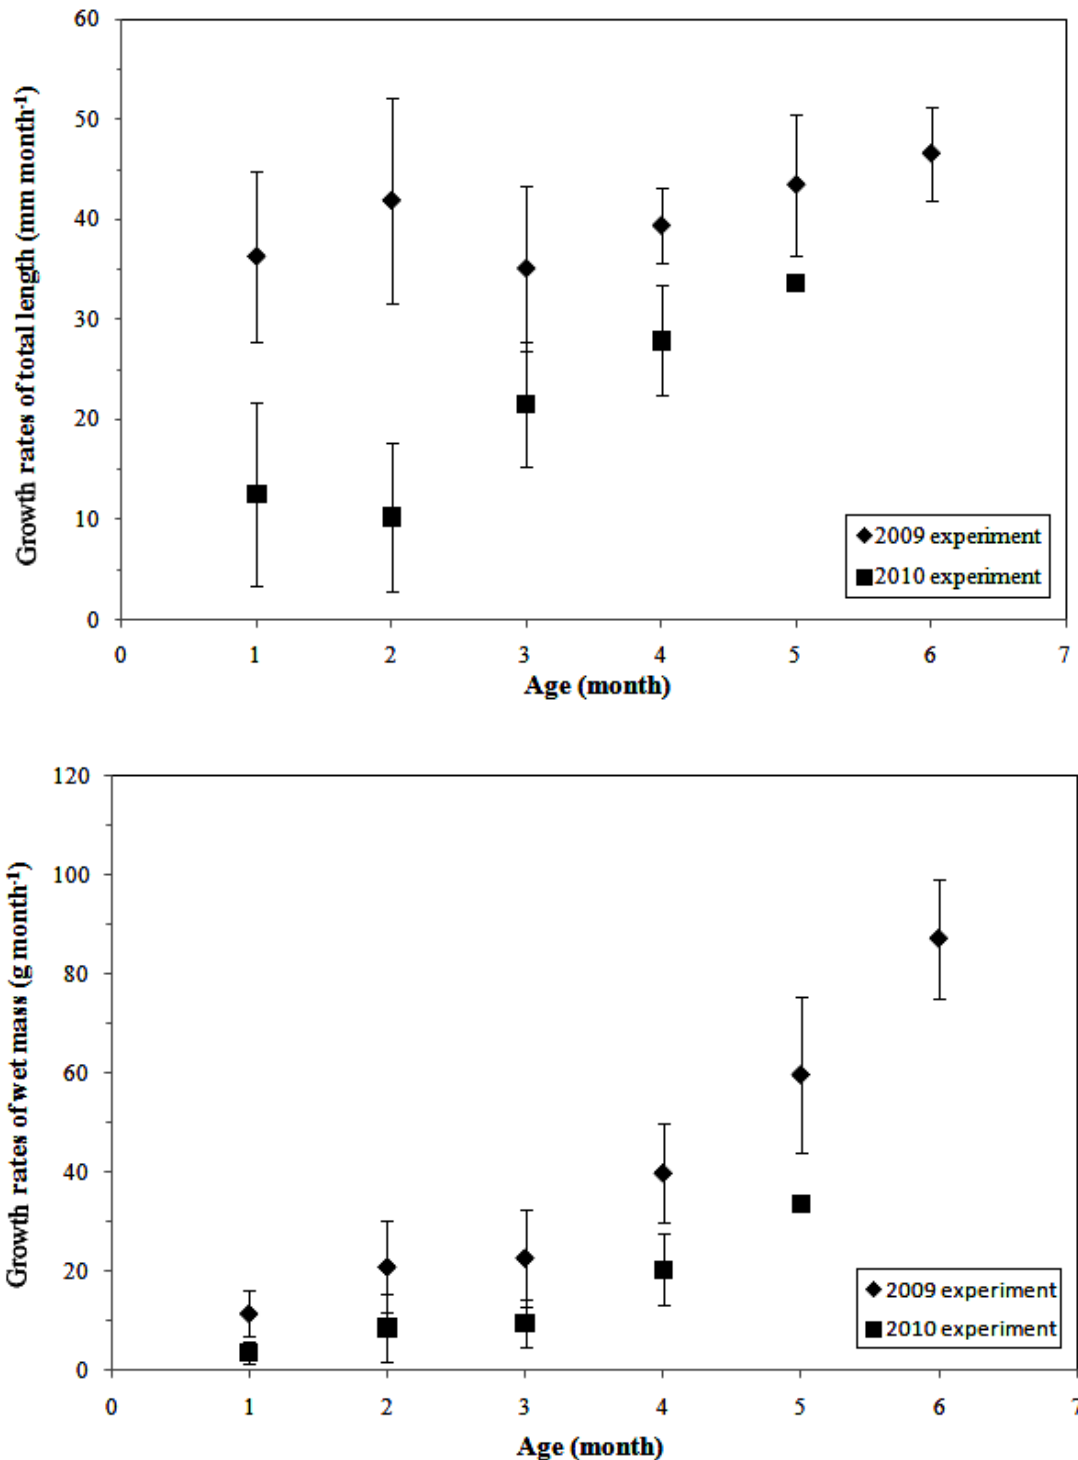 60
50
40
30
20
10
0
Growth rates of total length (mm month⁻¹)
2009 experiment
2010 experiment
0 1 2 3 4 5 6 7
Age (month)
120
100
80
60
40
20
0
Growth rates of wet mass (g month⁻¹)
2009 experiment
2010 experiment
0 1 2 3 4 5 6 7
Age (month)